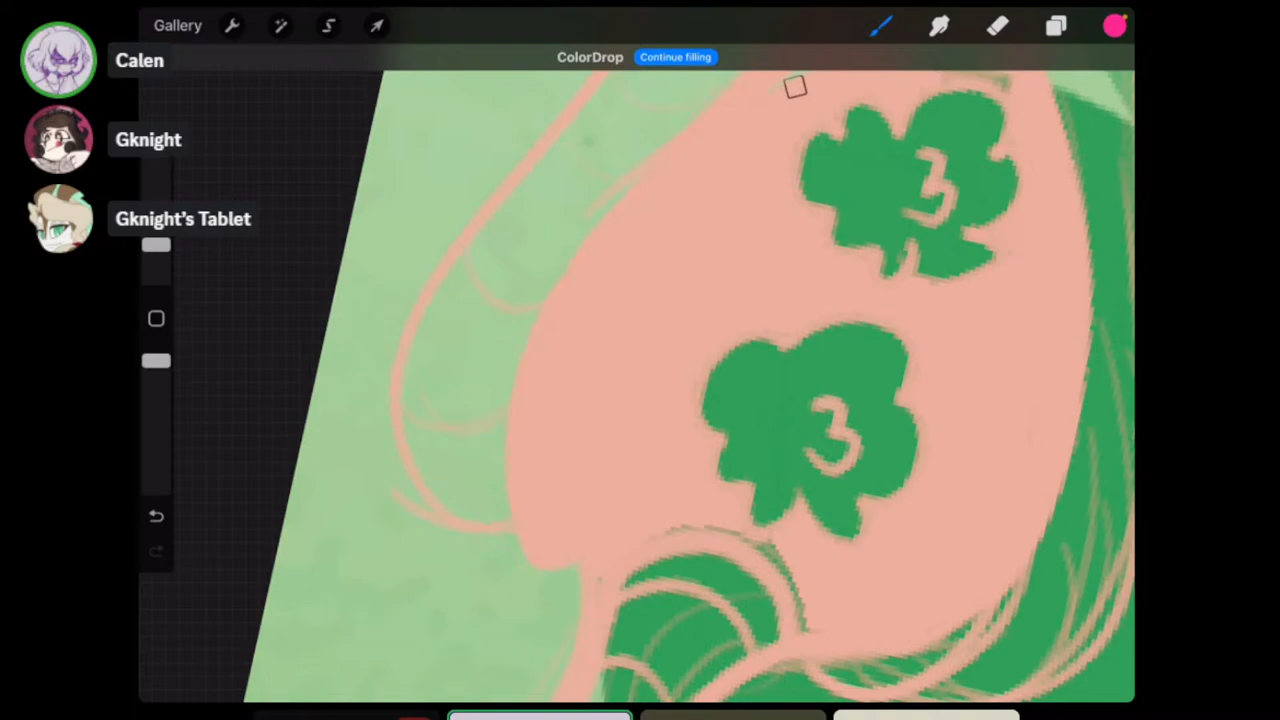 Gallery
ColorDrop Continue filling
Calen
Gknight
Gknight's Tablet
3
3